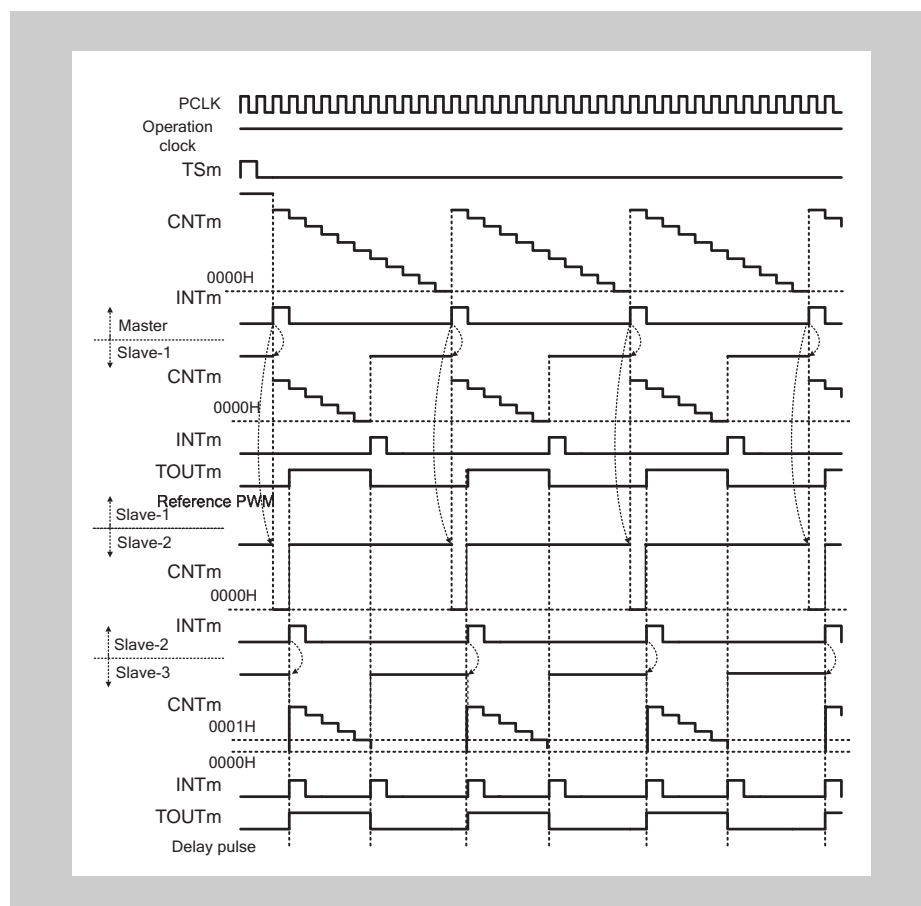 PCLK
Operation
clock
TSm
CNTm
0000H
INTm
Master
Slave-1
CNTm
0000H
INTm
TOUTm
Reference PWM
Slave-1
Slave-2
CNTm
0000H
INTm
Slave-2
Slave-3
CNTm
0001H
0000H
INTm
TOUTm
Delay pulse